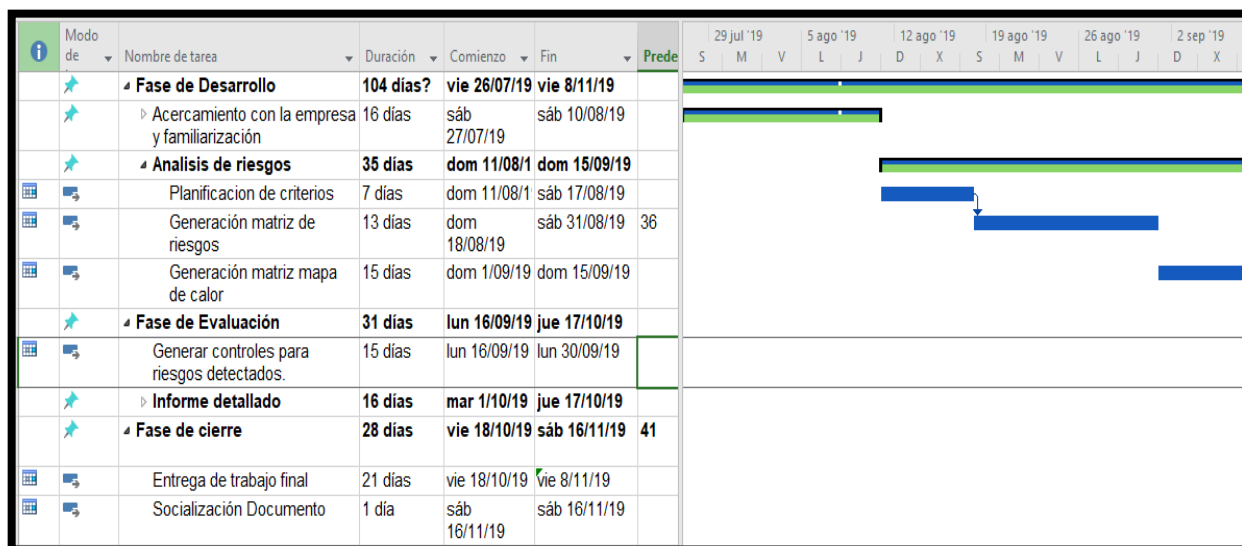 Modo
de
Nombre de tarea Duración Comienzo Fin Prede
29 jul '19 5 ago '19 12 ago '19 19 ago '19 26 ago '19 2 sep '19
S M V L J D X S M V L J D X
Fase de Desarrollo 104 días? vie 26/07/19 vie 8/11/19
Acercamiento con la empresa 16 días sáb sáb 10/08/19
y familiarización 27/07/19
Analisis de riesgos 35 días dom 11/08/1 dom 15/09/19
Planificacion de criterios 7 días dom 11/08/1 sáb 17/08/19
Generación matriz de 13 días dom sáb 31/08/19 36
riesgos 18/08/19
Generación matriz mapa 15 días dom 1/09/19 dom 15/09/19
de calor
Fase de Evaluación 31 días lun 16/09/19 jue 17/10/19
Generar controles para 15 días lun 16/09/19 lun 30/09/19
riesgos detectados.
Informe detallado 16 días mar 1/10/19 jue 17/10/19
Fase de cierre 28 días vie 18/10/19 sáb 16/11/19 41
Entrega de trabajo final 21 días vie 18/10/19 vie 8/11/19
Socialización Documento 1 día sáb sáb 16/11/19
16/11/19